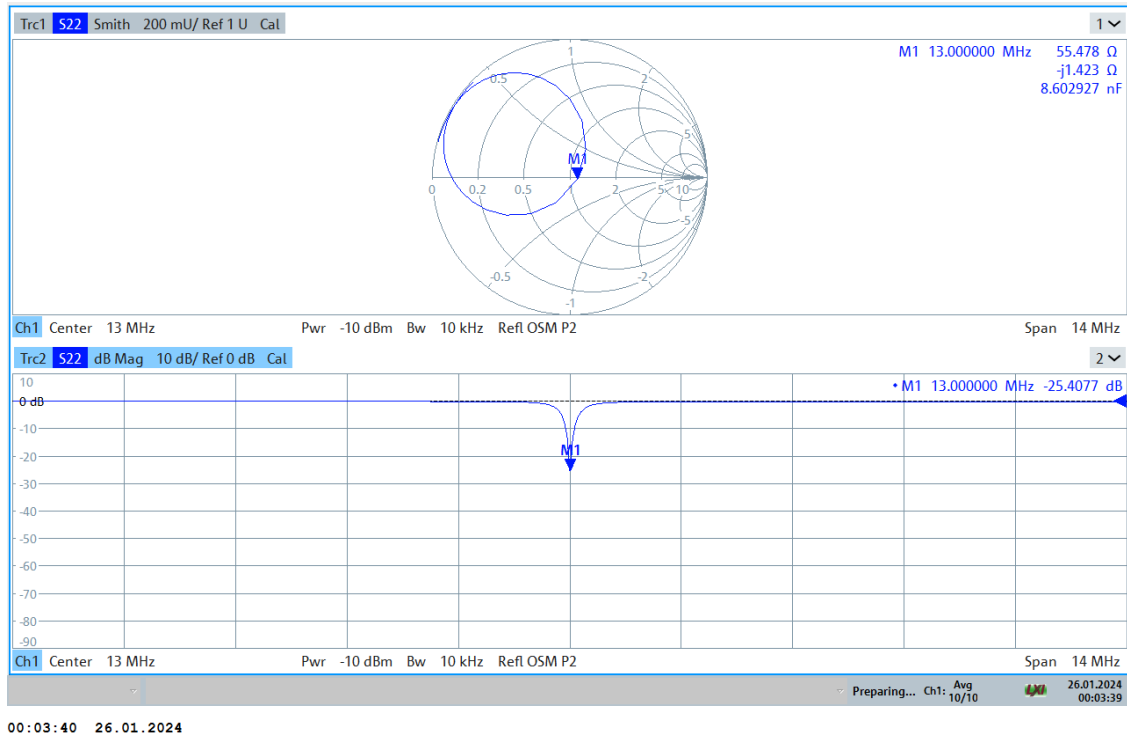 Trc1 S22 Smith 200 mU/ Ref 1 U Cal 1
M1 13.000000 MHz 55.478 Ω
-j1.423 Ω
8.602927 nF
1
0.5 2
5
M1
0 0.2 0.5 1 2 5 10
-5
-0.5 -2
-1
Ch1 Center 13 MHz Pwr -10 dBm Bw 10 kHz Refl OSM P2 Span 14 MHz
Trc2 S22 dB Mag 10 dB/ Ref 0 dB Cal 2
10
• M1 13.000000 MHz -25.4077 dB
0 dB
-10
M1
-20
-30
-40
-50
-60
-70
-80
-90
Ch1 Center 13 MHz Pwr -10 dBm Bw 10 kHz Refl OSM P2 Span 14 MHz
Preparing... Ch1: Avg 10/10 LXI 26.01.2024
00:03:39
00:03:40 26.01.2024